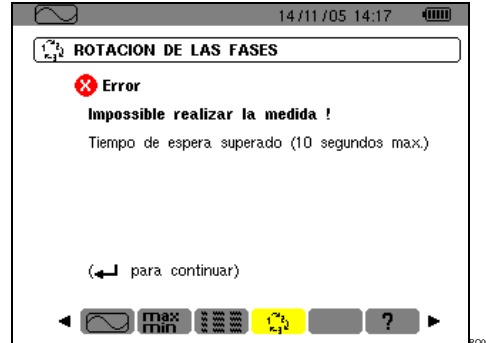 14/11/05 14:17
ROTACION DE LAS FASES
Error
Impossible realizar la medida !
Tiempo de espera superado (10 segundos max.)
(↵ para continuar)
max
min
?